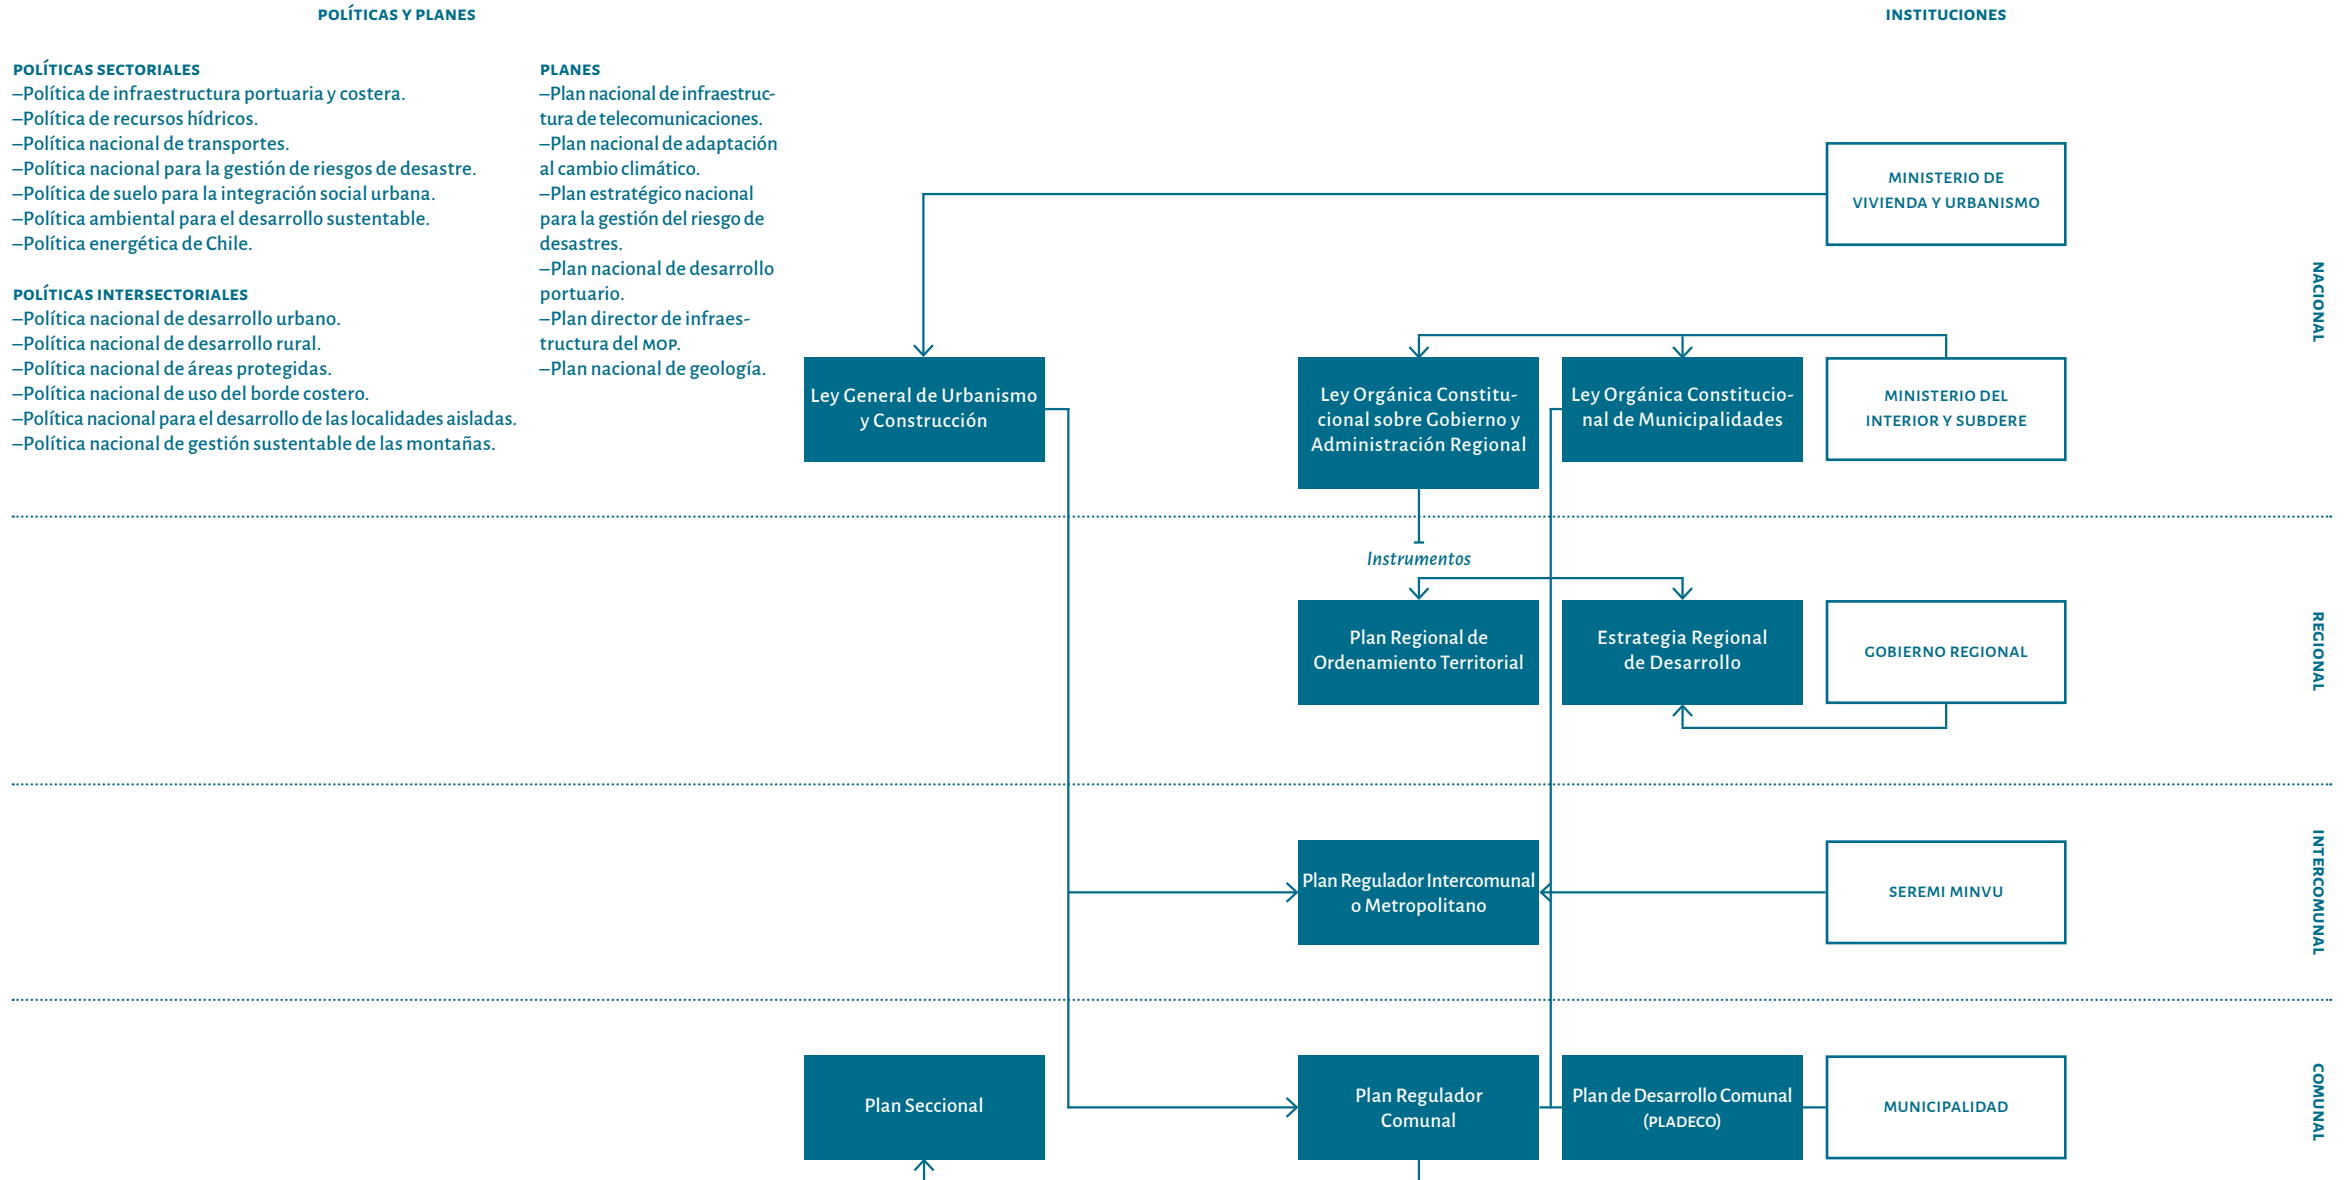 POLÍTICAS Y PLANES
INSTITUCIONES
POLÍTICAS SECTORIALES
–Política de infraestructura portuaria y costera.
–Política de recursos hídricos.
–Política nacional de transportes.
–Política nacional para la gestión de riesgos de desastre.
–Política de suelo para la integración social urbana.
–Política ambiental para el desarrollo sustentable.
–Política energética de Chile.
POLÍTICAS INTERSECTORIALES
–Política nacional de desarrollo urbano.
–Política nacional de desarrollo rural.
–Política nacional de áreas protegidas.
–Política nacional de uso del borde costero.
–Política nacional para el desarrollo de las localidades aisladas.
–Política nacional de gestión sustentable de las montañas.
PLANES
–Plan nacional de infraestruc-
tura de telecomunicaciones.
–Plan nacional de adaptación
al cambio climático.
–Plan estratégico nacional
para la gestión del riesgo de
desastres.
–Plan nacional de desarrollo
portuario.
–Plan director de infraes-
tructura del MOP.
–Plan nacional de geología.
MINISTERIO DE
VIVIENDA Y URBANISMO
NACIONAL
Ley General de Urbanismo
y Construcción
Ley Orgánica Constitu-
cional sobre Gobierno y
Administración Regional
Ley Orgánica Constitucio-
nal de Municipalidades
MINISTERIO DEL
INTERIOR Y SUBDERE
Instrumentos
Plan Regional de
Ordenamiento Territorial
Estrategia Regional
de Desarrollo
GOBIERNO REGIONAL
REGIONAL
Plan Regulador Intercomunal
o Metropolitano
SEREMI MINVU
INTERCOMUNAL
Plan Seccional
Plan Regulador
Comunal
Plan de Desarrollo Comunal
(PLADECO)
MUNICIPALIDAD
COMUNAL